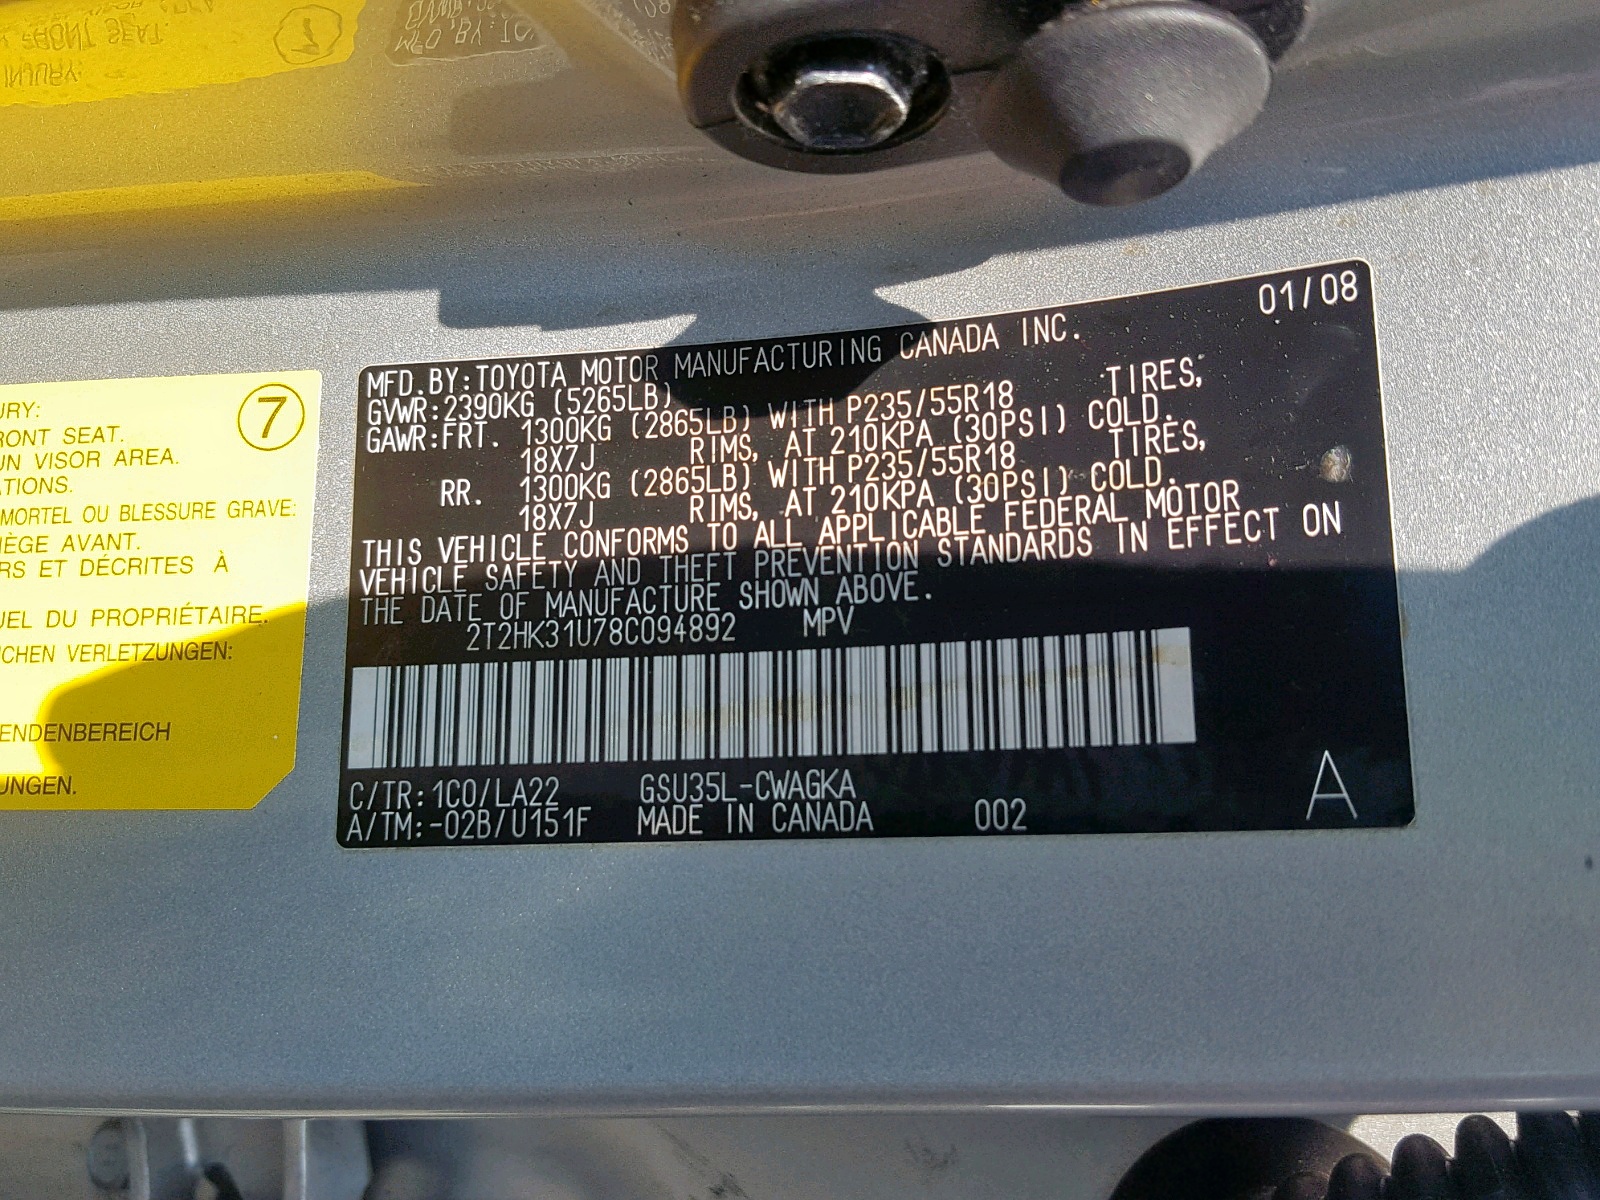 URY:
RONT SEAT.
UN VISOR AREA.
ATIONS.
MORTEL OU BLESSURE GRAVE:
IÈGE AVANT.
RS ET DÉCRITES À
UEL DU PROPRIÉTAIRE.
ICHEN VERLETZUNGEN:
ENDENBEREICH
UNGEN.
7
01/08
MFD. BY: TOYOTA MOTOR MANUFACTURING CANADA INC.
GVWR: 2390KG (5265LB)
GAWR: FRT. 1300KG (2865LB) WITH P235/55R18 TIRES,
18X7J RIMS, AT 210KPA (30PSI) COLD.
RR. 1300KG (2865LB) WITH P235/55R18 TIRES,
18X7J RIMS, AT 210KPA (30PSI) COLD.
THIS VEHICLE CONFORMS TO ALL APPLICABLE FEDERAL MOTOR
VEHICLE SAFETY AND THEFT PREVENTION STANDARDS IN EFFECT ON
THE DATE OF MANUFACTURE SHOWN ABOVE.
2T2HK31U78C094892 MPV
C/TR: 1C0/LA22 GSU35L-CWAGKA
A/TM: -02B/U151F MADE IN CANADA 002
A